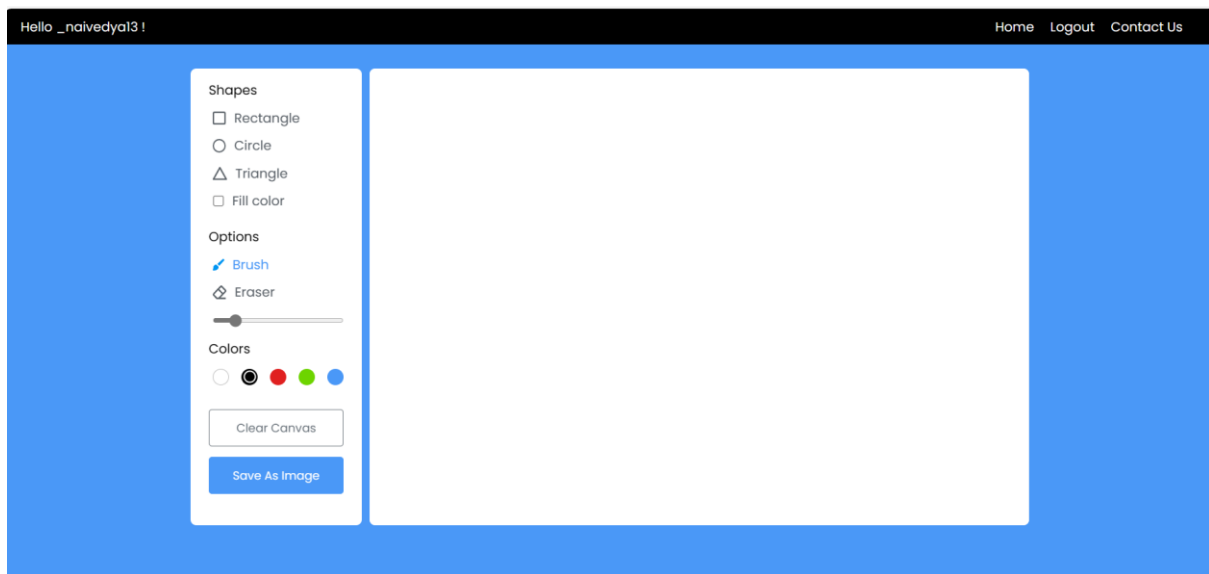 Hello _naivedya13 !
Home Logout Contact Us
Shapes
Rectangle
Circle
Triangle
Fill color
Options
Brush
Eraser
Colors
Clear Canvas
Save As Image